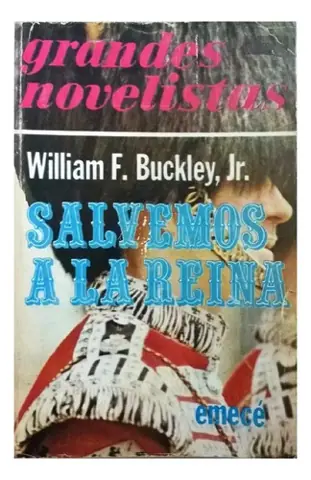 grandes
novelistas
William F. Buckley, Jr.
SALVEMOS
A LA REINA
emecé